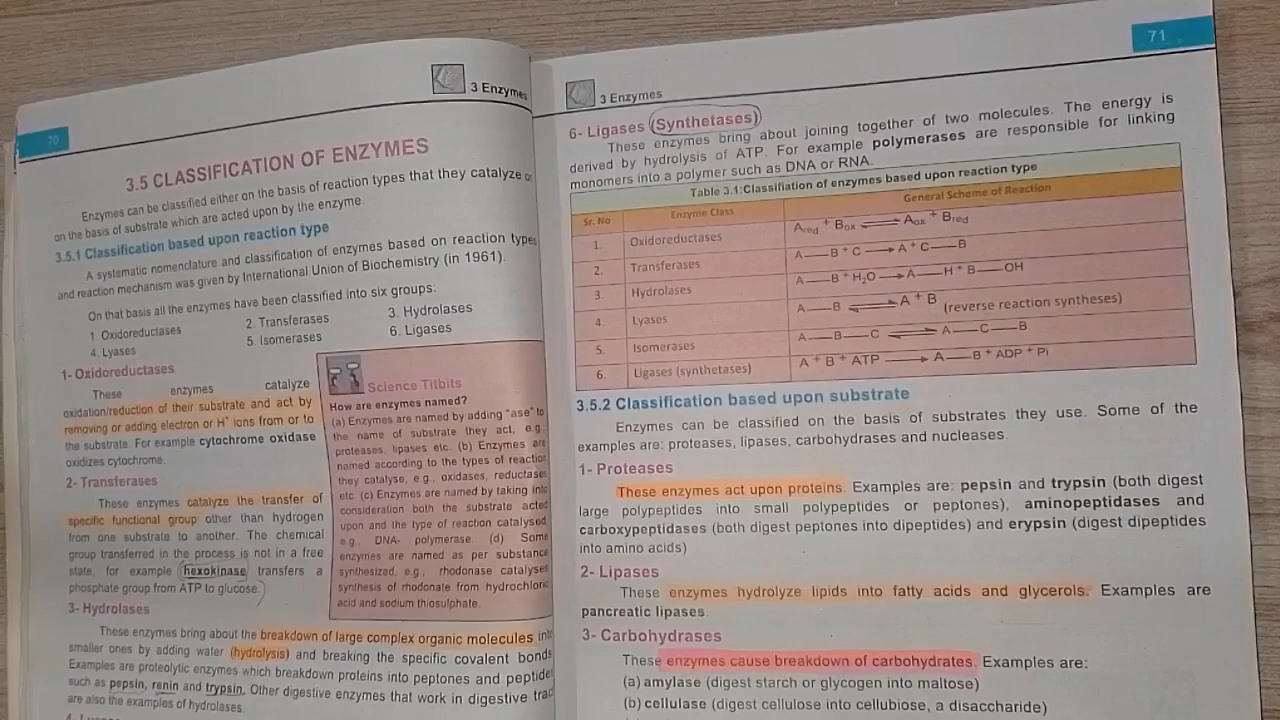 70
3 Enzymes
3.5 CLASSIFICATION OF ENZYMES
Enzymes can be classified either on the basis of reaction types that they catalyze or
on the basis of substrate which are acted upon by the enzyme.
3.5.1 Classification based upon reaction type
A systematic nomenclature and classification of enzymes based on reaction types
and reaction mechanism was given by International Union of Biochemistry (in 1961).
On that basis all the enzymes have been classified into six groups:
1. Oxidoreductases 2. Transferases 3. Hydrolases
4. Lyases 5. Isomerases 6. Ligases
1- Oxidoreductases
These enzymes catalyze
oxidation/reduction of their substrate and act by
removing or adding electron or H⁺ ions from or to
the substrate. For example cytochrome oxidase
oxidizes cytochrome.
2- Transferases
These enzymes catalyze the transfer of
specific functional group other than hydrogen
from one substrate to another. The chemical
group transferred in the process is not in a free
state, for example hexokinase transfers a
phosphate group from ATP to glucose.
Science Titbits
How are enzymes named?
(a) Enzymes are named by adding "ase" to
the name of substrate they act, e.g.,
proteases, lipases etc. (b) Enzymes are
named according to the types of reaction
they catalyse, e.g., oxidases, reductases
etc. (c) Enzymes are named by taking into
consideration both the substrate acted
upon and the type of reaction catalysed
e.g., DNA- polymerase. (d) Some
enzymes are named as per substance
synthesized, e.g., rhodonase catalyses
synthesis of rhodonate from hydrochloric
acid and sodium thiosulphate.
3- Hydrolases
These enzymes bring about the breakdown of large complex organic molecules into
smaller ones by adding water (hydrolysis) and breaking the specific covalent bonds.
Examples are proteolytic enzymes which breakdown proteins into peptones and peptide
such as pepsin, renin and trypsin. Other digestive enzymes that work in digestive trac
are also the examples of hydrolases.
71
3 Enzymes
6- Ligases (Synthetases)
These enzymes bring about joining together of two molecules. The energy is
derived by hydrolysis of ATP. For example polymerases are responsible for linking
monomers into a polymer such as DNA or RNA.
Table 3.1:Classifiation of enzymes based upon reaction type
Sr. No Enzyme Class General Scheme of Reaction
1. Oxidoreductases A red + B ox ⇌ A ox + B red
2. Transferases A—B + C → A + C—B
3. Hydrolases A—B + H₂O → A—H + B—OH
4. Lyases A—B ⇌ A + B (reverse reaction syntheses)
5. Isomerases A—B—C ⇌ A—C—B
6. Ligases (synthetases) A + B + ATP → A—B + ADP + Pi
3.5.2 Classification based upon substrate
Enzymes can be classified on the basis of substrates they use. Some of the
examples are: proteases, lipases, carbohydrases and nucleases.
1- Proteases
These enzymes act upon proteins. Examples are: pepsin and trypsin (both digest
large polypeptides into small polypeptides or peptones), aminopeptidases and
carboxypeptidases (both digest peptones into dipeptides) and erypsin (digest dipeptides
into amino acids)
2- Lipases
These enzymes hydrolyze lipids into fatty acids and glycerols. Examples are
pancreatic lipases.
3- Carbohydrases
These enzymes cause breakdown of carbohydrates. Examples are:
(a) amylase (digest starch or glycogen into maltose)
(b) cellulase (digest cellulose into cellubiose, a disaccharide)